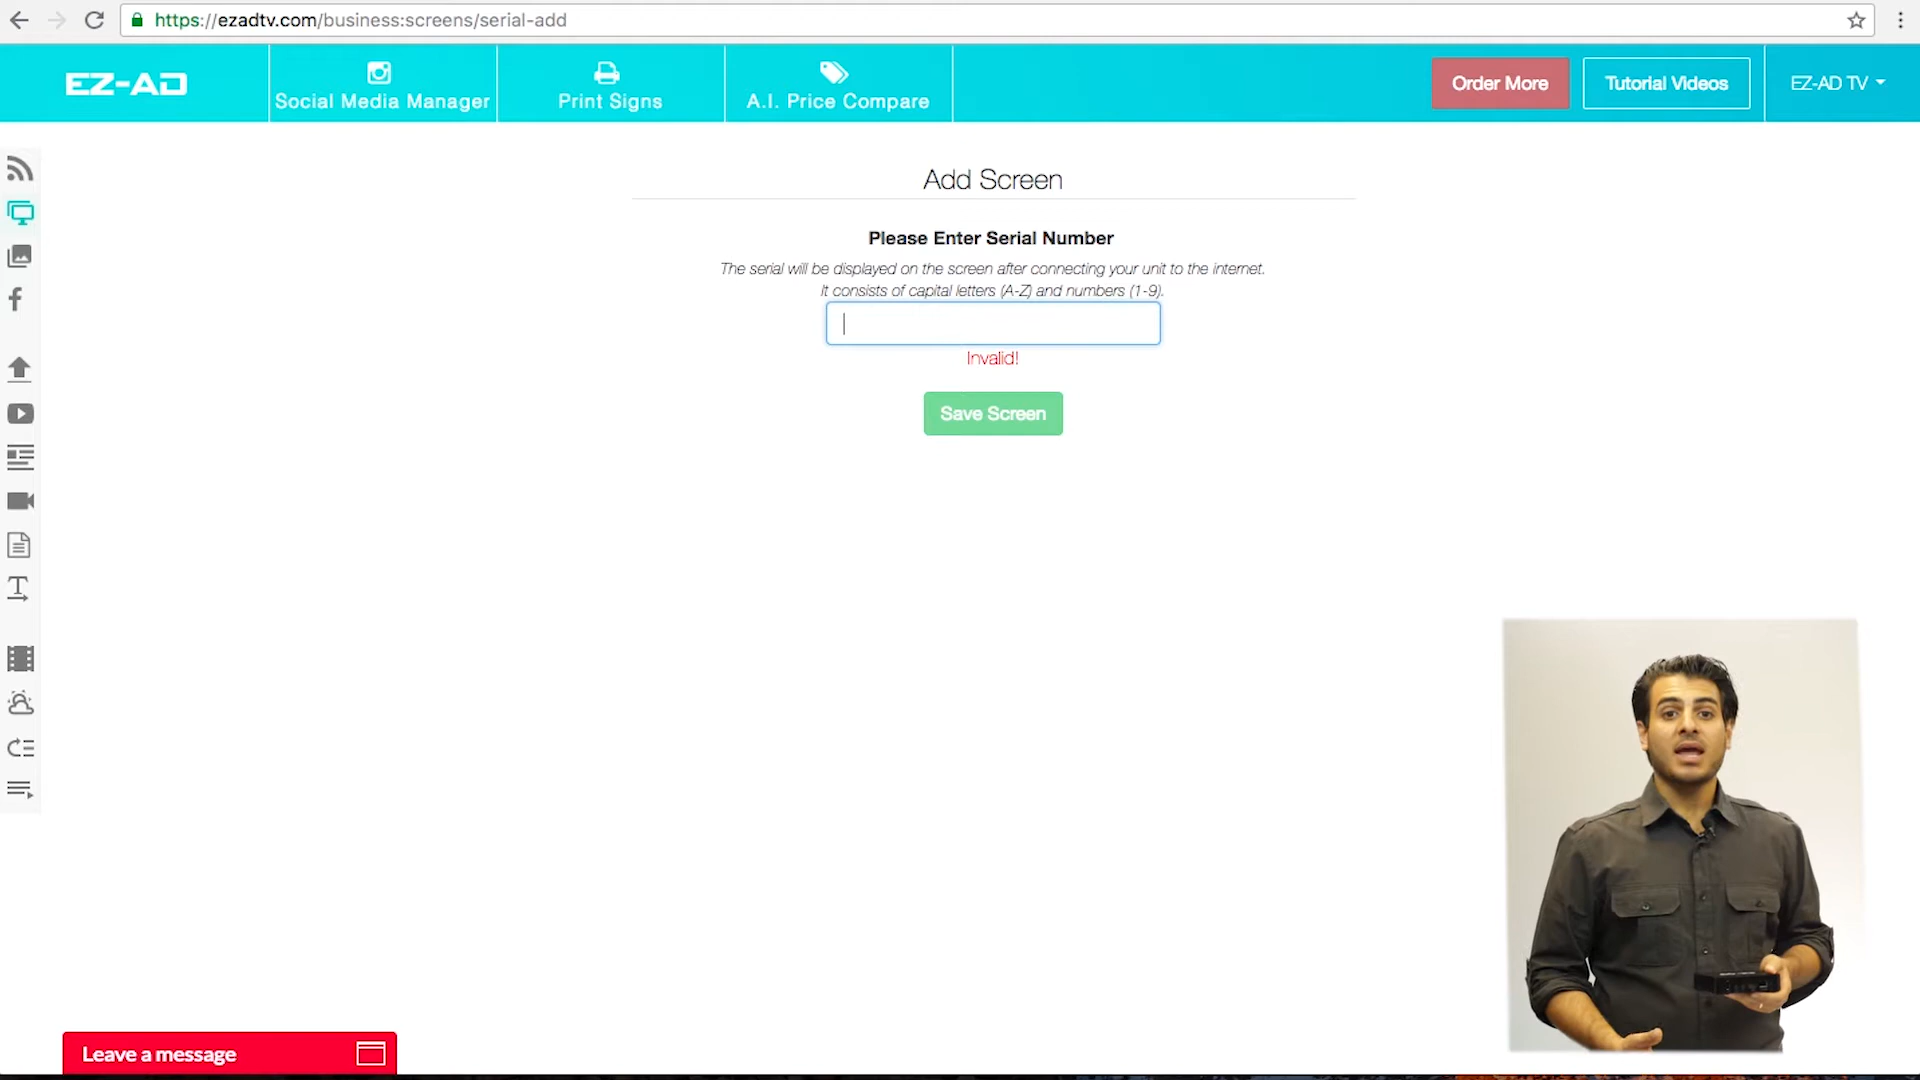 https://ezadtv.com/business:screens/serial-add
EZ-AD
Social Media Manager
Print Signs
A.I. Price Compare
Order More
Tutorial Videos
EZ-AD TV
Add Screen
Please Enter Serial Number
The serial will be displayed on the screen after connecting your unit to the internet.
It consists of capital letters (A-Z) and numbers (1-9).
Invalid!
Save Screen
Leave a message